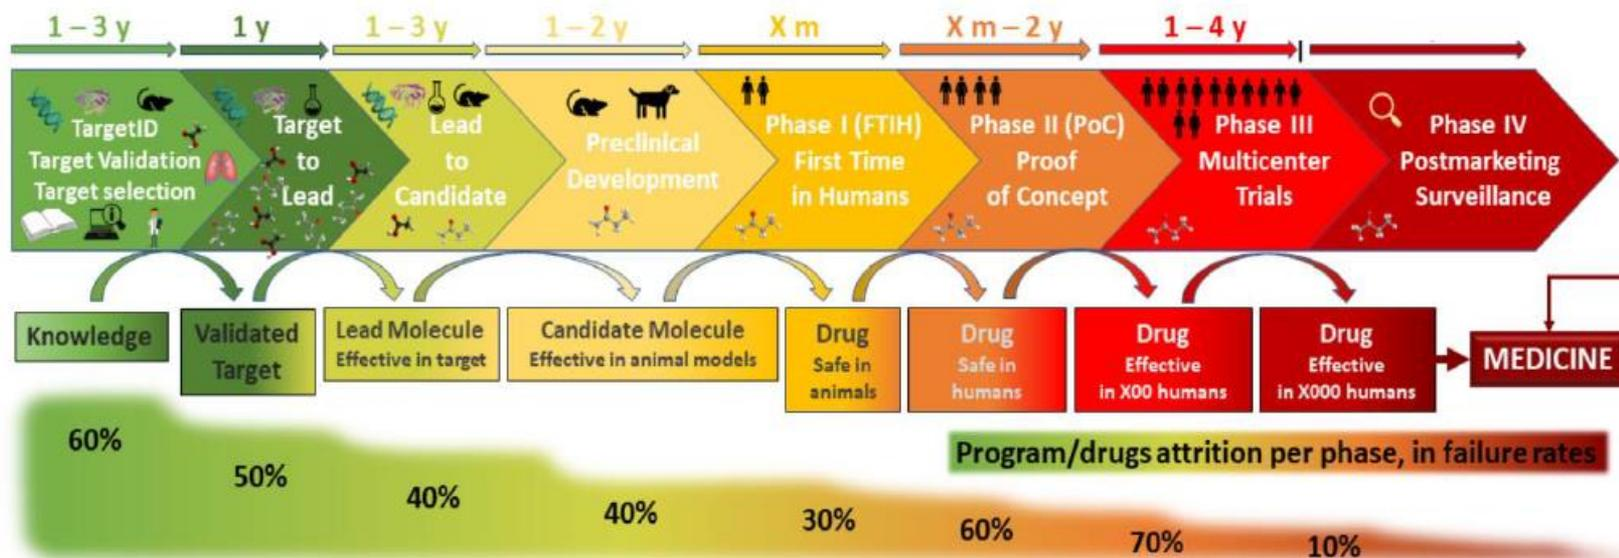 1 – 3 y
1 y
1 – 3 y
1 – 2 y
X m
X m – 2 y
1 – 4 y
TargetID
Target Validation
Target selection
Target
to
Lead
Lead
to
Candidate
Preclinical
Development
Phase I (FTIH)
First Time
in Humans
Phase II (PoC)
Proof
of Concept
Phase III
Multicenter
Trials
Phase IV
Postmarketing
Surveillance
Knowledge
Validated
Target
Lead Molecule
Effective in target
Candidate Molecule
Effective in animal models
Drug
Safe in
animals
Drug
Safe in
humans
Drug
Effective
in X00 humans
Drug
Effective
in X000 humans
MEDICINE
Program/drugs attrition per phase, in failure rates
60%
50%
40%
40%
30%
60%
70%
10%